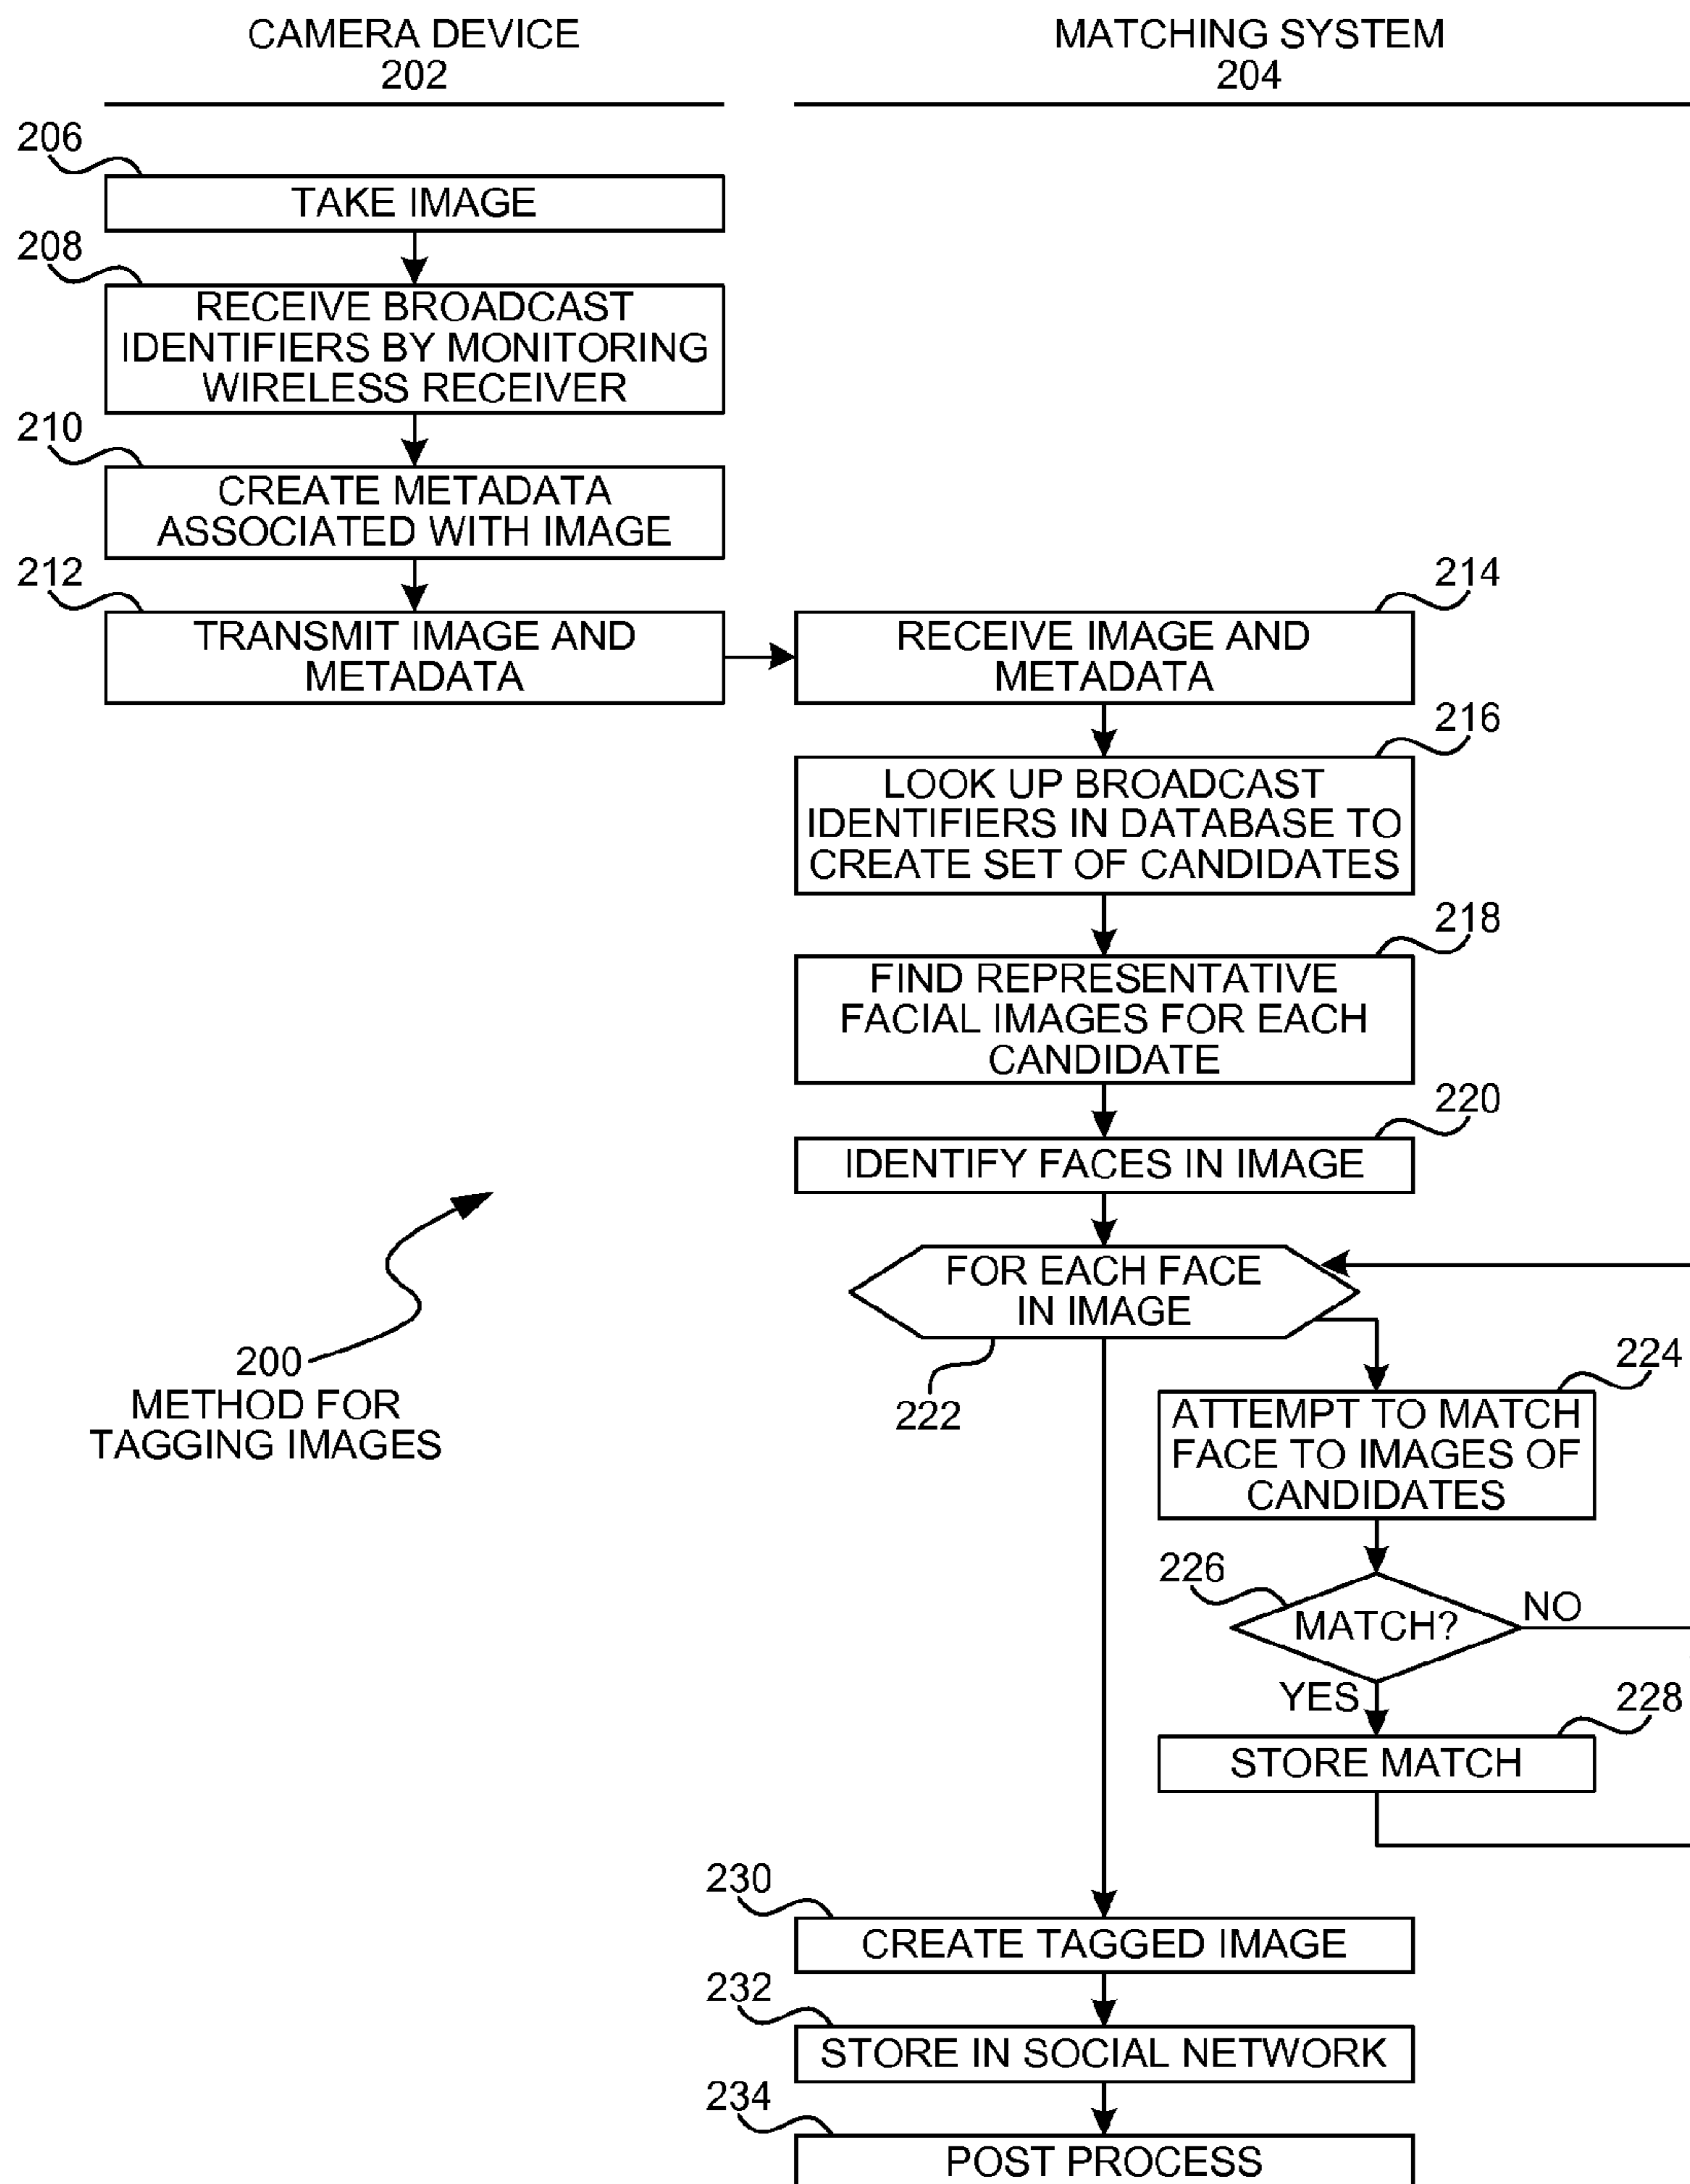 CAMERA DEVICE
202
MATCHING SYSTEM
204
206
TAKE IMAGE
208
RECEIVE BROADCAST
IDENTIFIERS BY MONITORING
WIRELESS RECEIVER
210
CREATE METADATA
ASSOCIATED WITH IMAGE
212
TRANSMIT IMAGE AND
METADATA
214
RECEIVE IMAGE AND
METADATA
216
LOOK UP BROADCAST
IDENTIFIERS IN DATABASE TO
CREATE SET OF CANDIDATES
218
FIND REPRESENTATIVE
FACIAL IMAGES FOR EACH
CANDIDATE
220
IDENTIFY FACES IN IMAGE
FOR EACH FACE
IN IMAGE
222
200
METHOD FOR
TAGGING IMAGES
224
ATTEMPT TO MATCH
FACE TO IMAGES OF
CANDIDATES
226
MATCH?
NO
YES
228
STORE MATCH
230
CREATE TAGGED IMAGE
232
STORE IN SOCIAL NETWORK
234
POST PROCESS